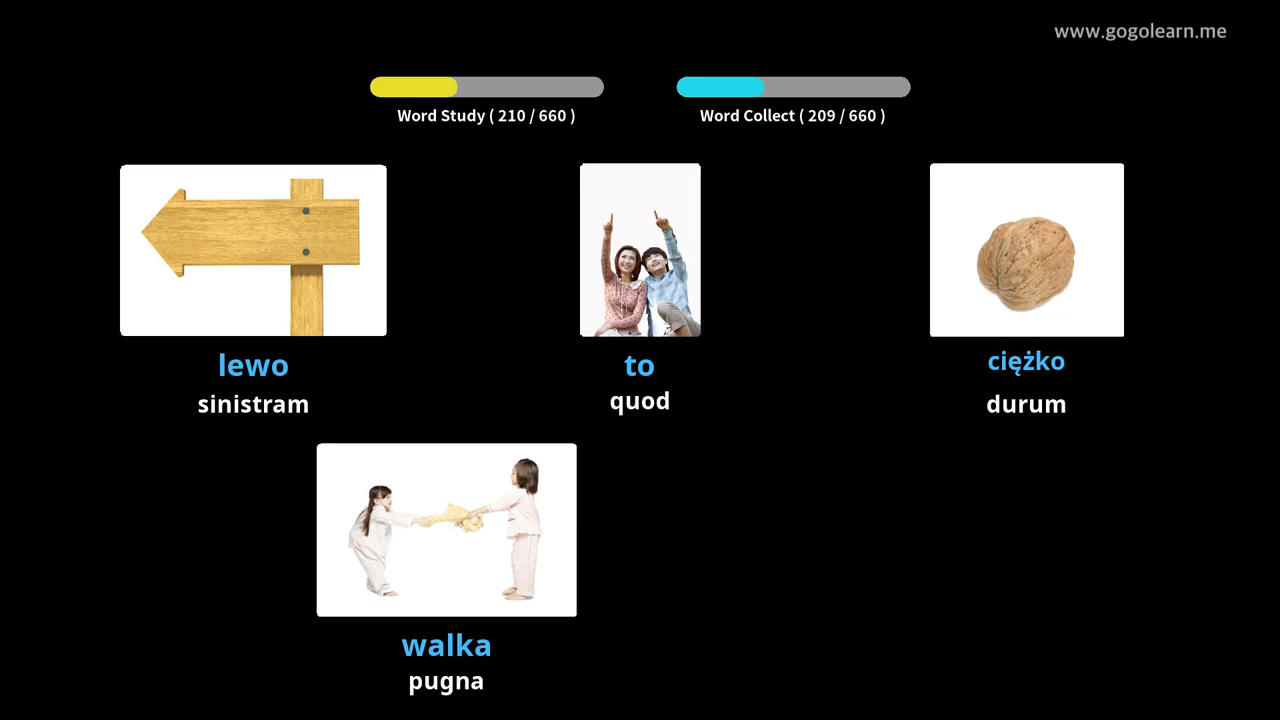 www.gogolearn.me
Word Study ( 210 / 660 )
Word Collect ( 209 / 660 )
lewo
sinistram
to
quod
ciężko
durum
walka
pugna